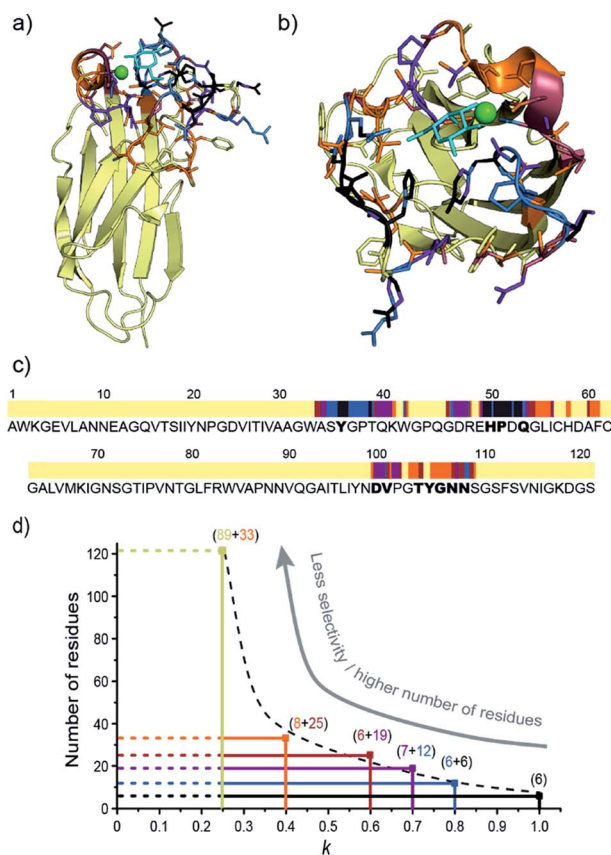 a)
b)
c)
1 10 20 30 40 50 60
AWKGEVLANNEAGQVTSIIYNPGDVITIVAAGWASYGPTQKWGPQGDREHPDQGLICHDAFC
70 80 90 100 110 121
GALVMKIGNSGTIPVNTGLFRWVAPNNVQGAITLIYNDVPGTYGNNSGSFSVNIGKDGS
d)
Number of residues
120
100
80
60
40
20
0
(89+33)
(8+25)
(6+19)
(7+12)
(6+6)
(6)
Less selectivity / higher number of residues
0 0.1 0.2 0.3 0.4 0.5 0.6 0.7 0.8 0.9 1.0
k